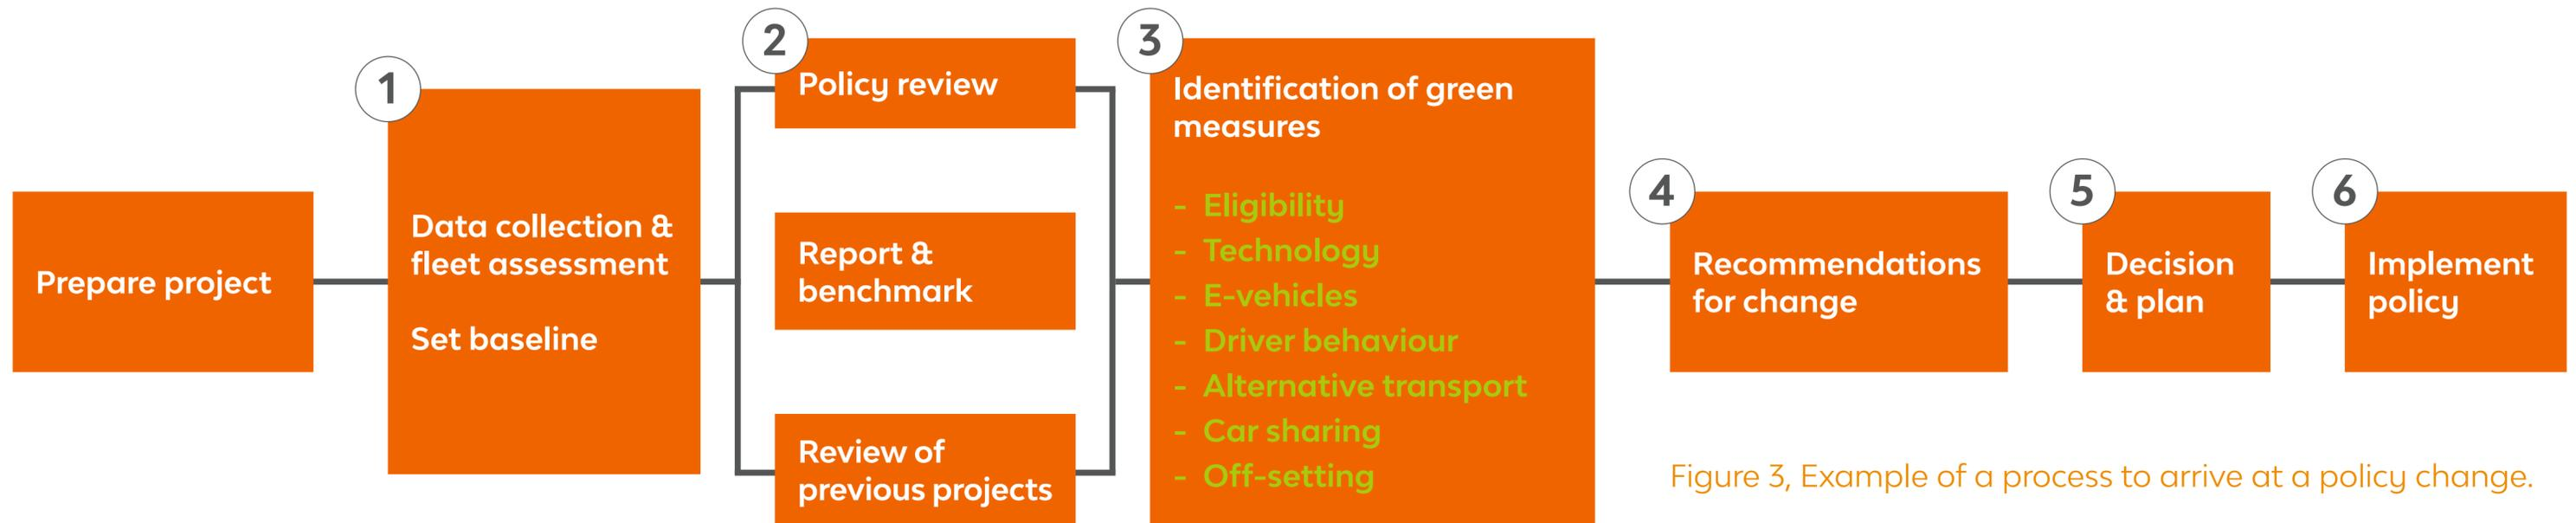 Prepare project
1
Data collection &
fleet assessment
Set baseline
2
Policy review
Report &
benchmark
Review of
previous projects
3
Identification of green
measures
- Eligibility
- Technology
- E-vehicles
- Driver behaviour
- Alternative transport
- Car sharing
- Off-setting
4
Recommendations
for change
5
Decision
& plan
6
Implement
policy
Figure 3, Example of a process to arrive at a policy change.